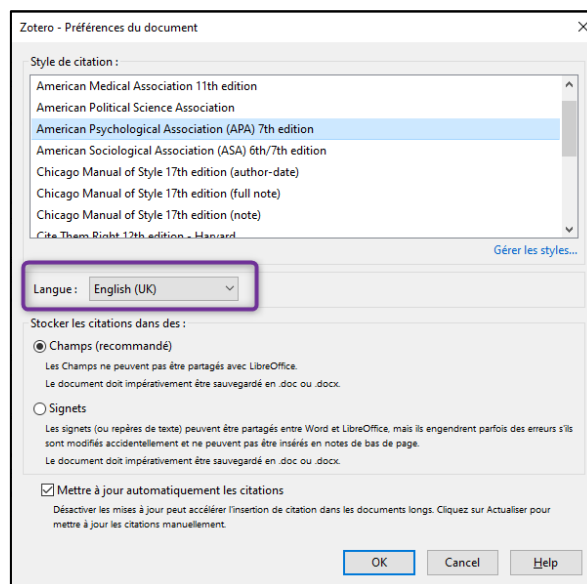 Zotero - Préférences du document
Style de citation :
American Medical Association 11th edition
American Political Science Association
American Psychological Association (APA) 7th edition
American Sociological Association (ASA) 6th/7th edition
Chicago Manual of Style 17th edition (author-date)
Chicago Manual of Style 17th edition (full note)
Chicago Manual of Style 17th edition (note)
Cite Them Right 12th edition - Harvard
Gérer les styles...
Langue : English (UK)
Stocker les citations dans des :
Champs (recommandé)
Les Champs ne peuvent pas être partagés avec LibreOffice.
Le document doit impérativement être sauvegardé en .doc ou .docx.
Signets
Les signets (ou repères de texte) peuvent être partagés entre Word et LibreOffice, mais ils engendrent parfois des erreurs s'ils
sont modifiés accidentellement et ne peuvent pas être insérés en notes de bas de page.
Le document doit impérativement être sauvegardé en .doc ou .docx.
Mettre à jour automatiquement les citations
Désactiver les mises à jour peut accélérer l'insertion de citation dans les documents longs. Cliquez sur Actualiser pour
mettre à jour les citations manuellement.
OK Cancel Help